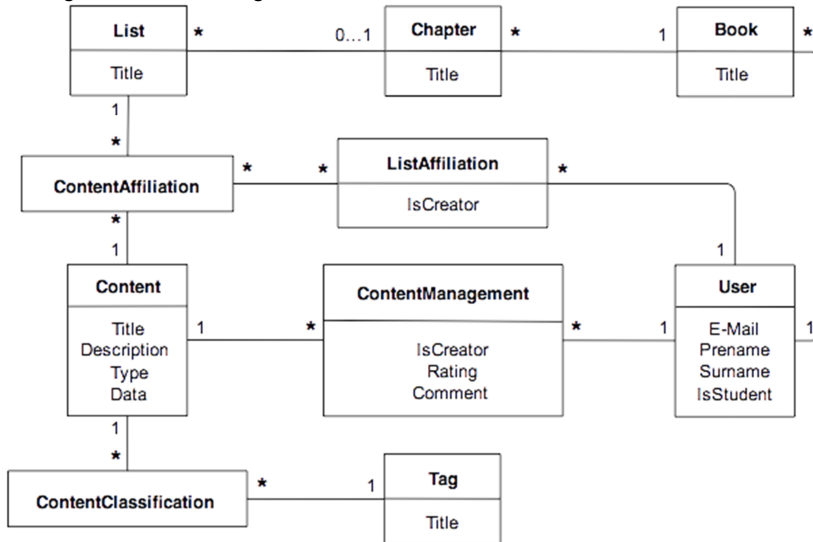 List
*
0...1
Chapter
*
1
Book
*
Title
Title
Title
1
*
ContentAffiliation
*
*
ListAffiliation
*
IsCreator
*
1
1
Content
ContentManagement
User
Title
Description
Type
Data
1
*
IsCreator
Rating
Comment
*
1
E-Mail
Prename
Surname
IsStudent
1
1
*
ContentClassification
*
1
Tag
Title